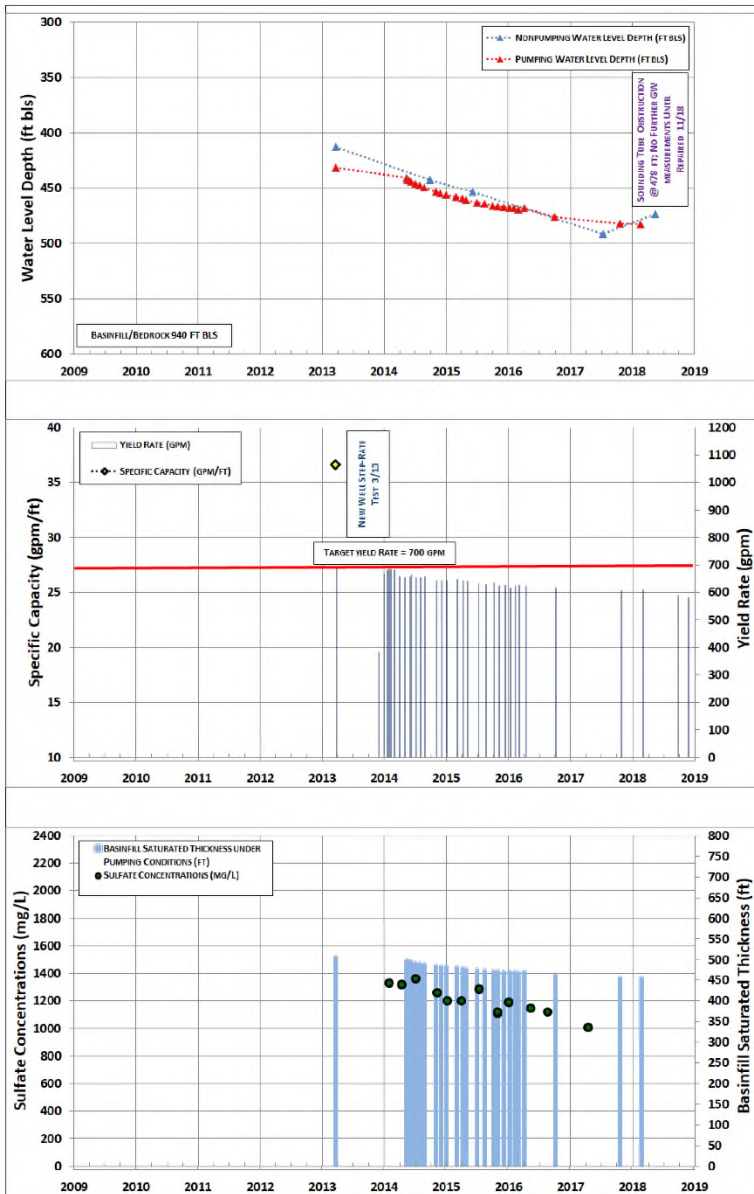 300
350
400
450
500
550
600
Water Level Depth (ft bls)
NONPUMPING WATER LEVEL DEPTH (FT BLS)
PUMPING WATER LEVEL DEPTH (FT BLS)
SOUNDING TUBE OBSTRUCTION
@ 478 FT; NO FURTHER GW
MEASUREMENTS UNTIL
REPAIRED 11/18
BASINFILL/BEDROCK 940 FT BLS
2009 2010 2011 2012 2013 2014 2015 2016 2017 2018 2019
40
35
30
25
20
15
10
Specific Capacity (gpm/ft)
YIELD RATE (GPM)
SPECIFIC CAPACITY (GPM/FT)
NEW WELL STEP-RATE
TEST 3/13
TARGET YIELD RATE = 700 GPM
1200
1100
1000
900
800
700
600
500
400
300
200
100
0
Yield Rate (gpm)
2009 2010 2011 2012 2013 2014 2015 2016 2017 2018 2019
2400
2200
2000
1800
1600
1400
1200
1000
800
600
400
200
0
Sulfate Concentrations (mg/L)
BASINFILL SATURATED THICKNESS UNDER
PUMPING CONDITIONS (FT)
SULFATE CONCENTRATIONS (MG/L)
800
750
700
650
600
550
500
450
400
350
300
250
200
150
100
50
0
Basinfill Saturated Thickness (ft)
2009 2010 2011 2012 2013 2014 2015 2016 2017 2018 2019